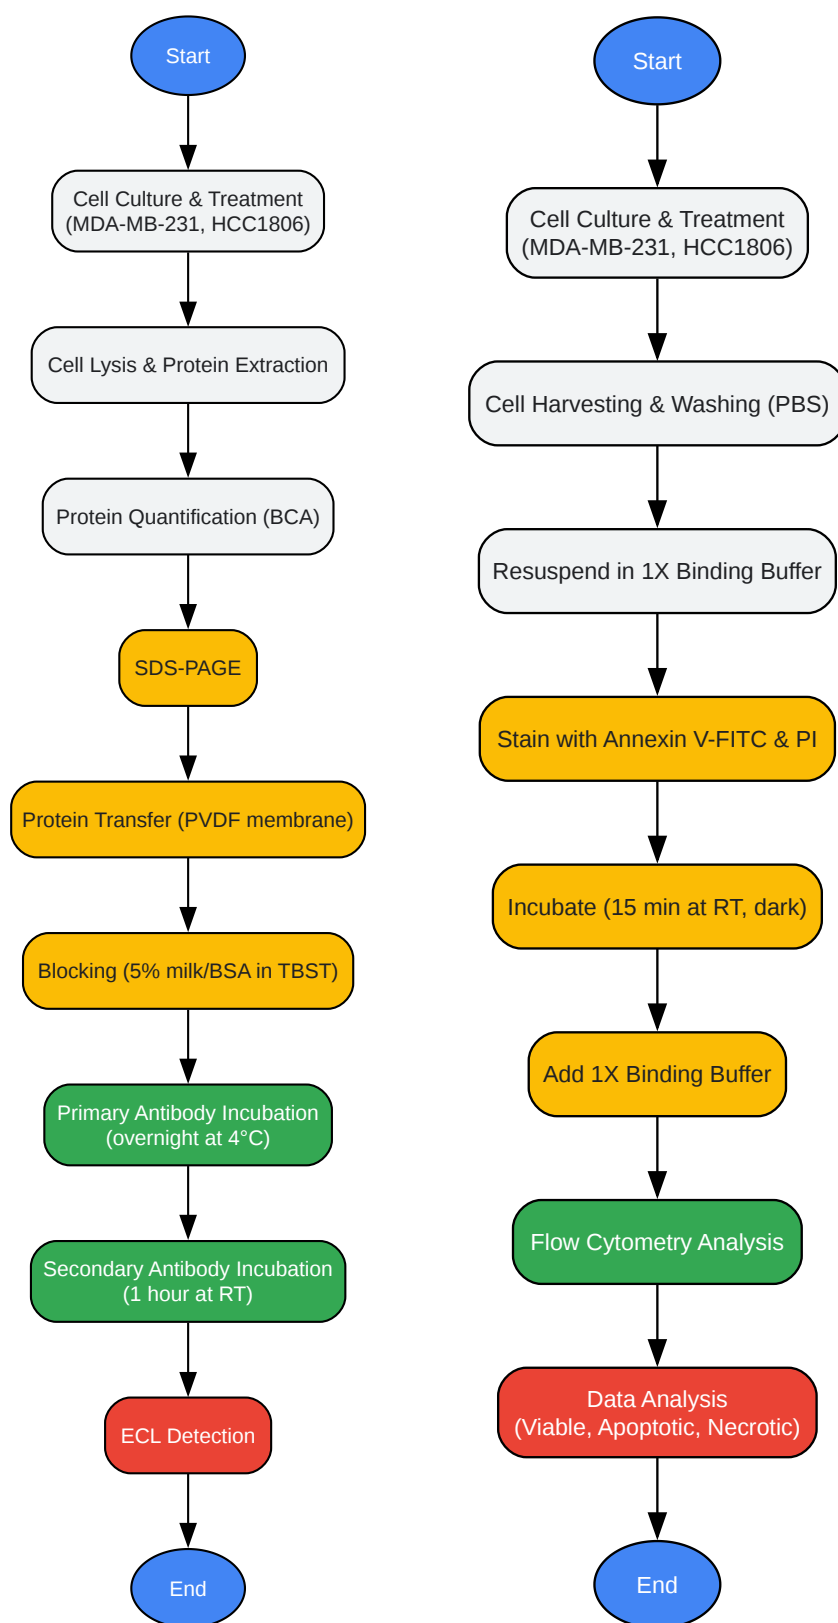 Start
Cell Culture & Treatment
(MDA-MB-231, HCC1806)
Cell Lysis & Protein Extraction
Protein Quantification (BCA)
SDS-PAGE
Protein Transfer (PVDF membrane)
Blocking (5% milk/BSA in TBST)
Primary Antibody Incubation
(overnight at 4°C)
Secondary Antibody Incubation
(1 hour at RT)
ECL Detection
End
Start
Cell Culture & Treatment
(MDA-MB-231, HCC1806)
Cell Harvesting & Washing (PBS)
Resuspend in 1X Binding Buffer
Stain with Annexin V-FITC & PI
Incubate (15 min at RT, dark)
Add 1X Binding Buffer
Flow Cytometry Analysis
Data Analysis
(Viable, Apoptotic, Necrotic)
End